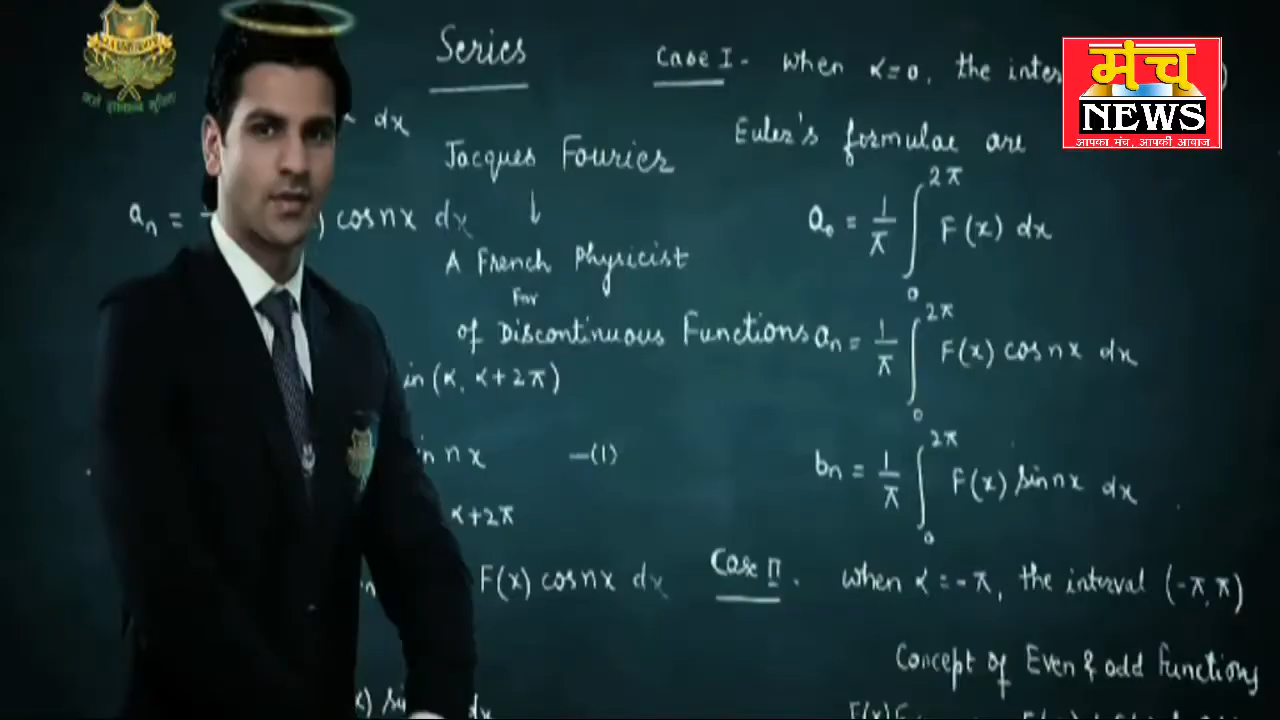 Series
dx
Jacques Fourier
aₙ =
) cos nx dx
A French Physicist
For
of Discontinuous Functions
in (α, α+2π)
nx —(1)
α+2π
F(x) cos nx dx
dx
Case I - when α=0, the
Euler's formulae are
a₀ = 1/π ∫₀^2π F(x) dx
aₙ = 1/π ∫₀^2π F(x) cos nx dx
bₙ = 1/π ∫₀^2π F(x) sin nx dx
Case II. when α = -π, the interval (-π, π)
Concept of Even & odd Functions
मंच
NEWS
आपका मंच, आपकी आवाज